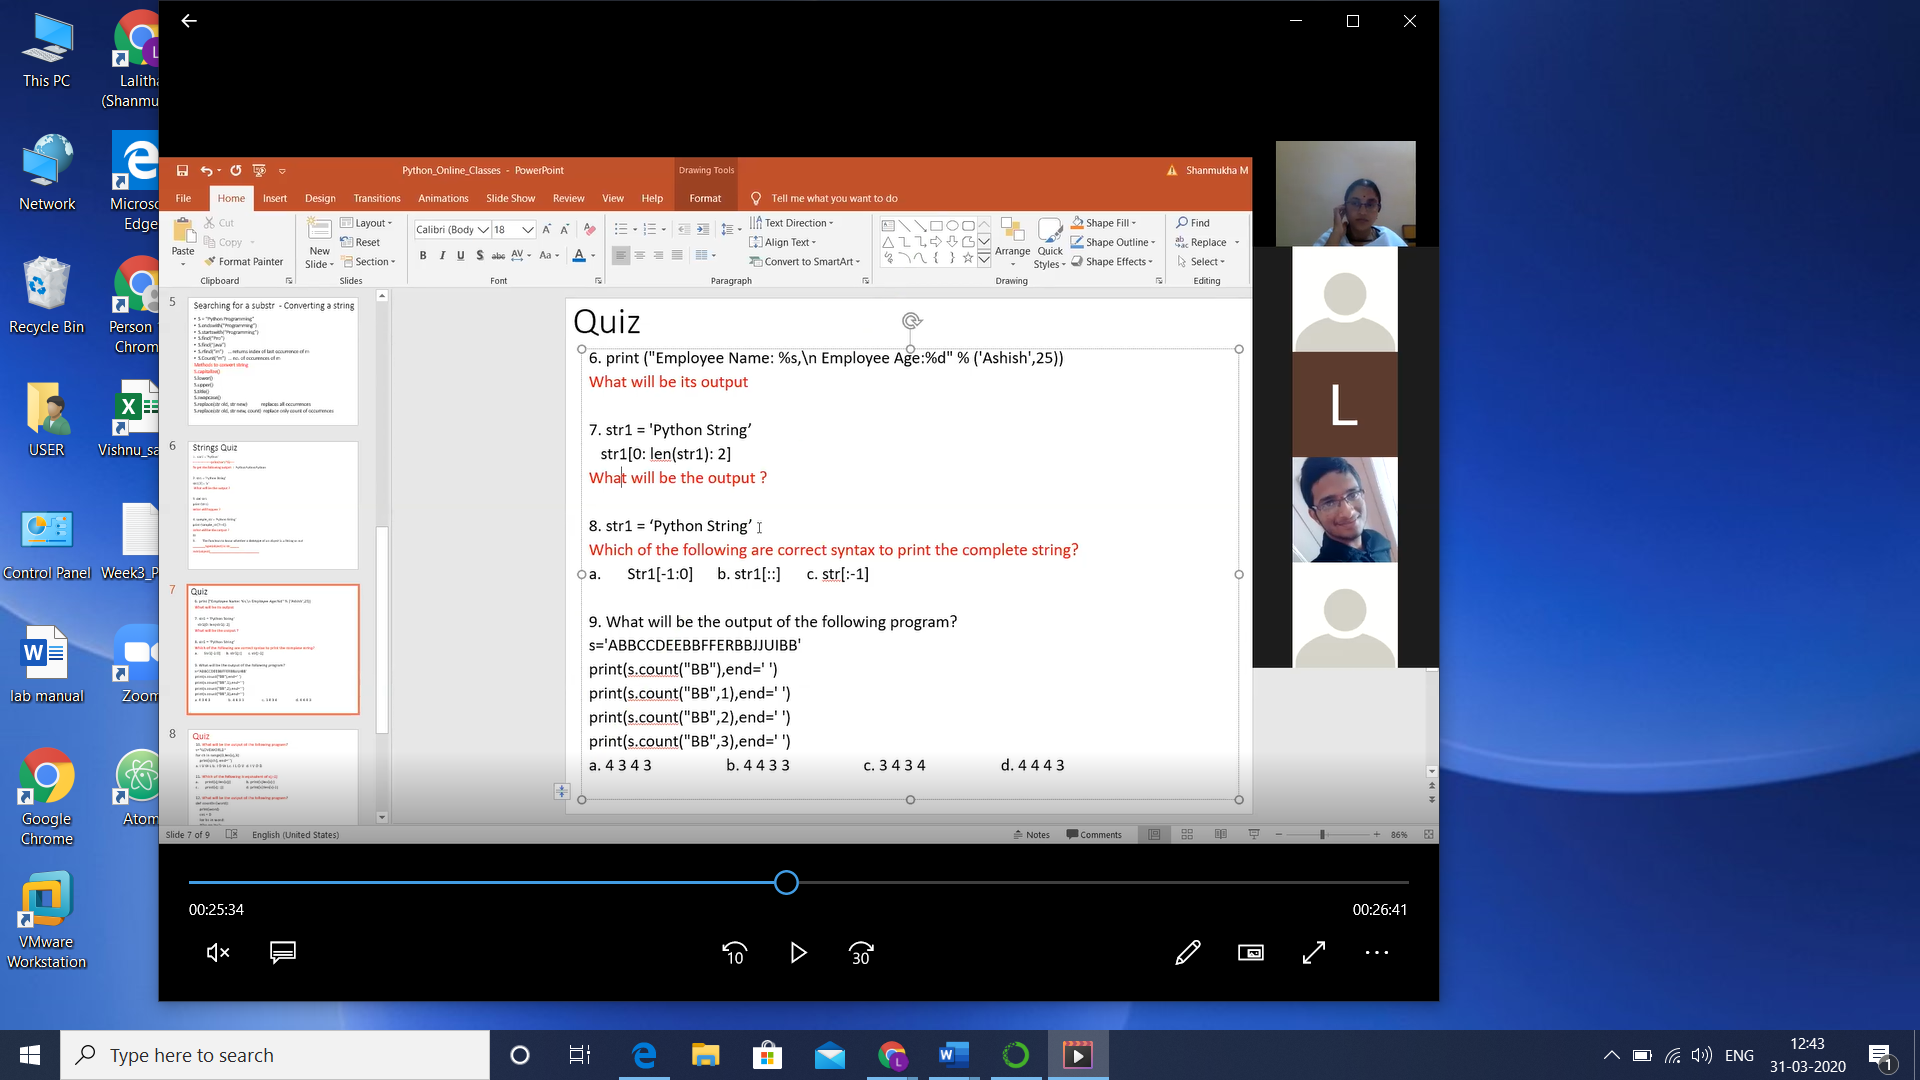 This PC
Lalitha
(Shanmu
Network
Microso
Edge
Recycle Bin
Person
Chrom
USER
Vishnu_sa
Control Panel
Week3_P
lab manual
Zoom
Google
Chrome
Atom
VMware
Workstation
Python_Online_Classes - PowerPoint
Drawing Tools
Shanmukha M
File Home Insert Design Transitions Animations Slide Show Review View Help Format Tell me what you want to do
Paste
Cut
Copy
Format Painter
Clipboard
New
Slide
Layout
Reset
Section
Slides
Calibri (Body 18
Font
Text Direction
Align Text
Convert to SmartArt
Paragraph
Arrange
Quick
Styles
Shape Fill
Shape Outline
Shape Effects
Drawing
Find
Replace
Select
Editing
5
Searching for a substr - Converting a string
6
Strings Quiz
7
Quiz
8
Quiz
Quiz
6. print ("Employee Name: %s,\n Employee Age:%d" % ('Ashish',25))
What will be its output
7. str1 = 'Python String’
str1[0: len(str1): 2]
What will be the output ?
8. str1 = ‘Python String’
Which of the following are correct syntax to print the complete string?
a. Str1[-1:0] b. str1[::] c. str[:-1]
9. What will be the output of the following program?
s='ABBCCDEEBBFFERBBJJUIBB'
print(s.count("BB"),end=' ')
print(s.count("BB",1),end=' ')
print(s.count("BB",2),end=' ')
print(s.count("BB",3),end=' ')
a. 4 3 4 3 b. 4 4 3 3 c. 3 4 3 4 d. 4 4 4 3
L
Slide 7 of 9 English (United States) Notes Comments 86%
00:25:34
00:26:41
10
30
Type here to search
ENG
12:43
31-03-2020
1